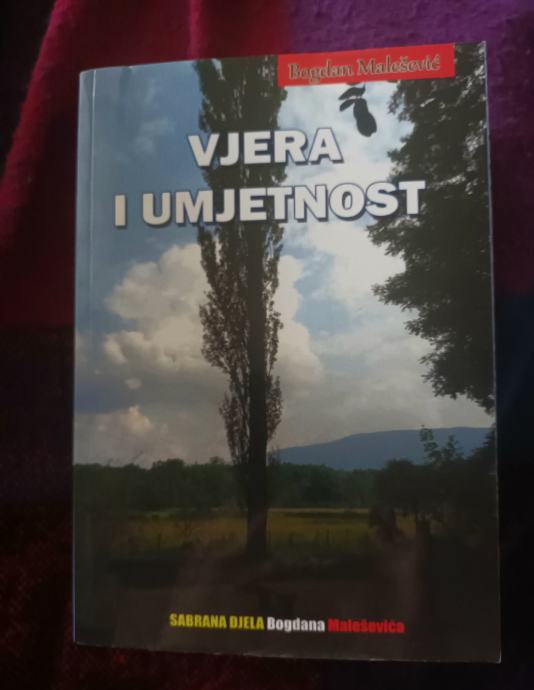 Bogdan Malešević
VJERA
I UMJETNOST
SABRANA DJELA Bogdana Maleševića